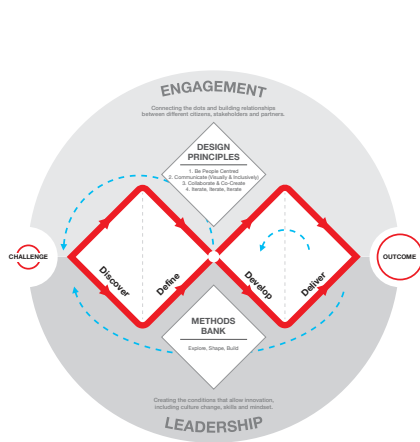 ENGAGEMENT
Connecting the dots and building relationships
between different citizens, stakeholders and partners.
DESIGN
PRINCIPLES
1. Be People Centred
2. Communicate (Visually & Inclusively)
3. Collaborate & Co-Create
4. Iterate, Iterate, Iterate
CHALLENGE
OUTCOME
Discover
Define
Develop
Deliver
METHODS
BANK
Explore, Shape, Build
Creating the conditions that allow innovation,
including culture change, skills and mindset.
LEADERSHIP